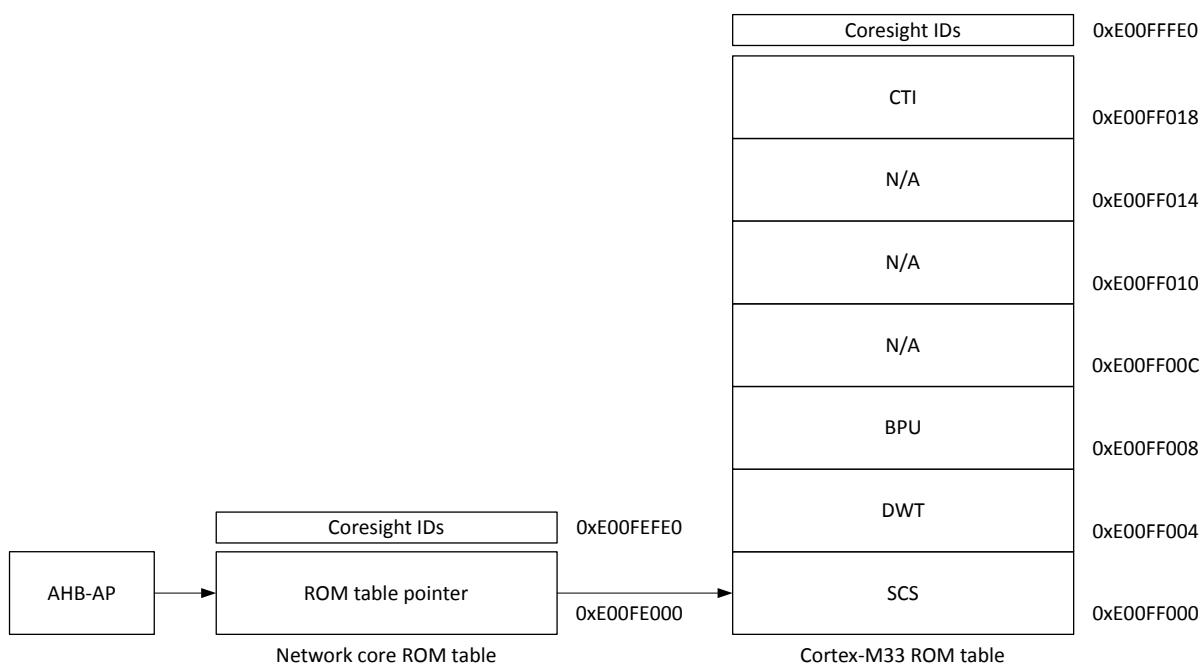 Coresight IDs
0xE00FFFE0
CTI
0xE00FF018
N/A
0xE00FF014
N/A
0xE00FF010
N/A
0xE00FF00C
BPU
0xE00FF008
DWT
0xE00FF004
Coresight IDs
0xE00FEFE0
AHB-AP
ROM table pointer
0xE00FE000
SCS
0xE00FF000
Network core ROM table
Cortex-M33 ROM table